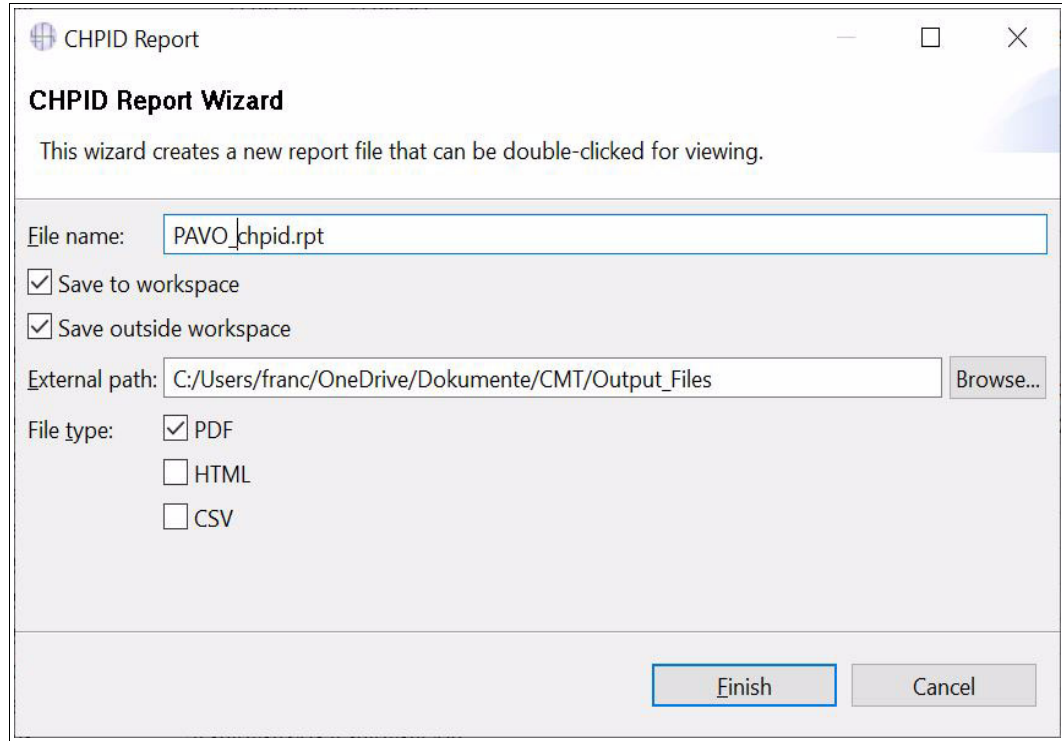 CHPID Report
CHPID Report Wizard
This wizard creates a new report file that can be double-clicked for viewing.
File name: PAVO_chpid.rpt
Save to workspace
Save outside workspace
External path: C:/Users/franc/OneDrive/Dokumente/CMT/Output_Files Browse...
File type: PDF
HTML
CSV
Finish Cancel